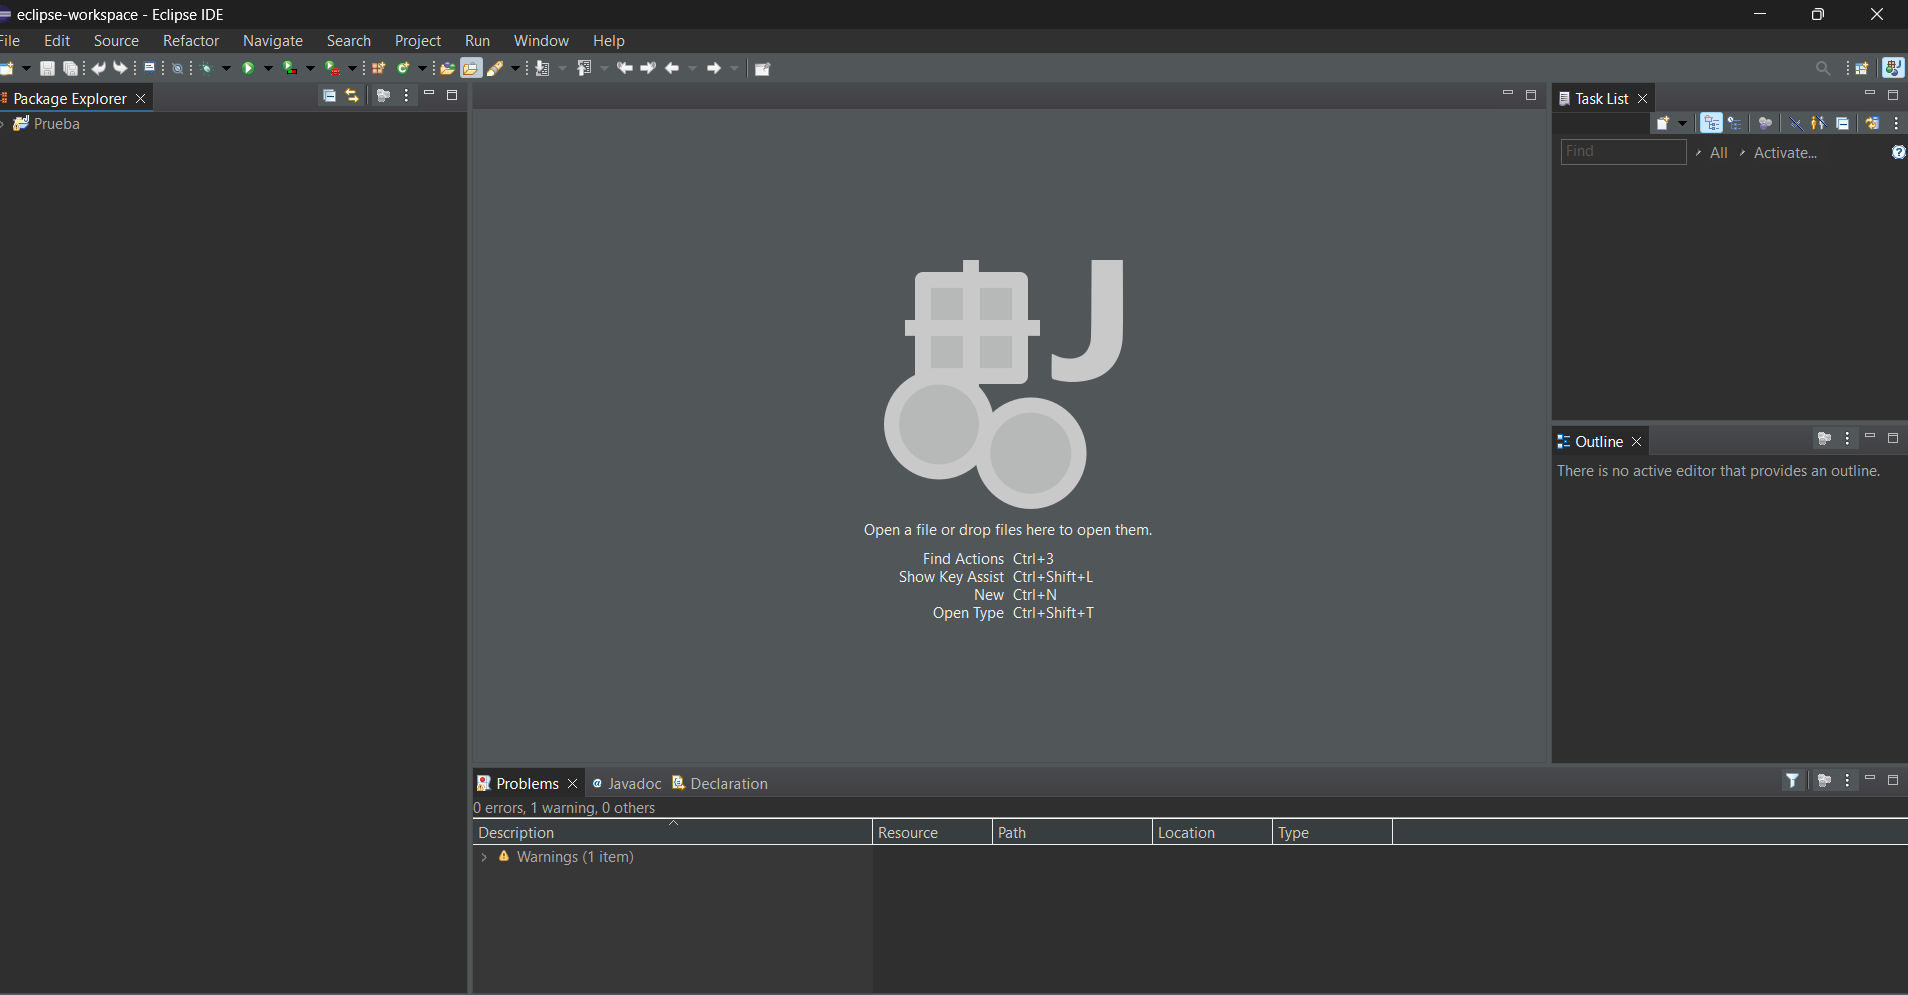 eclipse-workspace - Eclipse IDE
File Edit Source Refactor Navigate Search Project Run Window Help
Package Explorer
Prueba
Open a file or drop files here to open them.
Find Actions Ctrl+3
Show Key Assist Ctrl+Shift+L
New Ctrl+N
Open Type Ctrl+Shift+T
Task List
Find All Activate...
Outline
There is no active editor that provides an outline.
Problems Javadoc Declaration
0 errors, 1 warning, 0 others
Description Resource Path Location Type
Warnings (1 item)